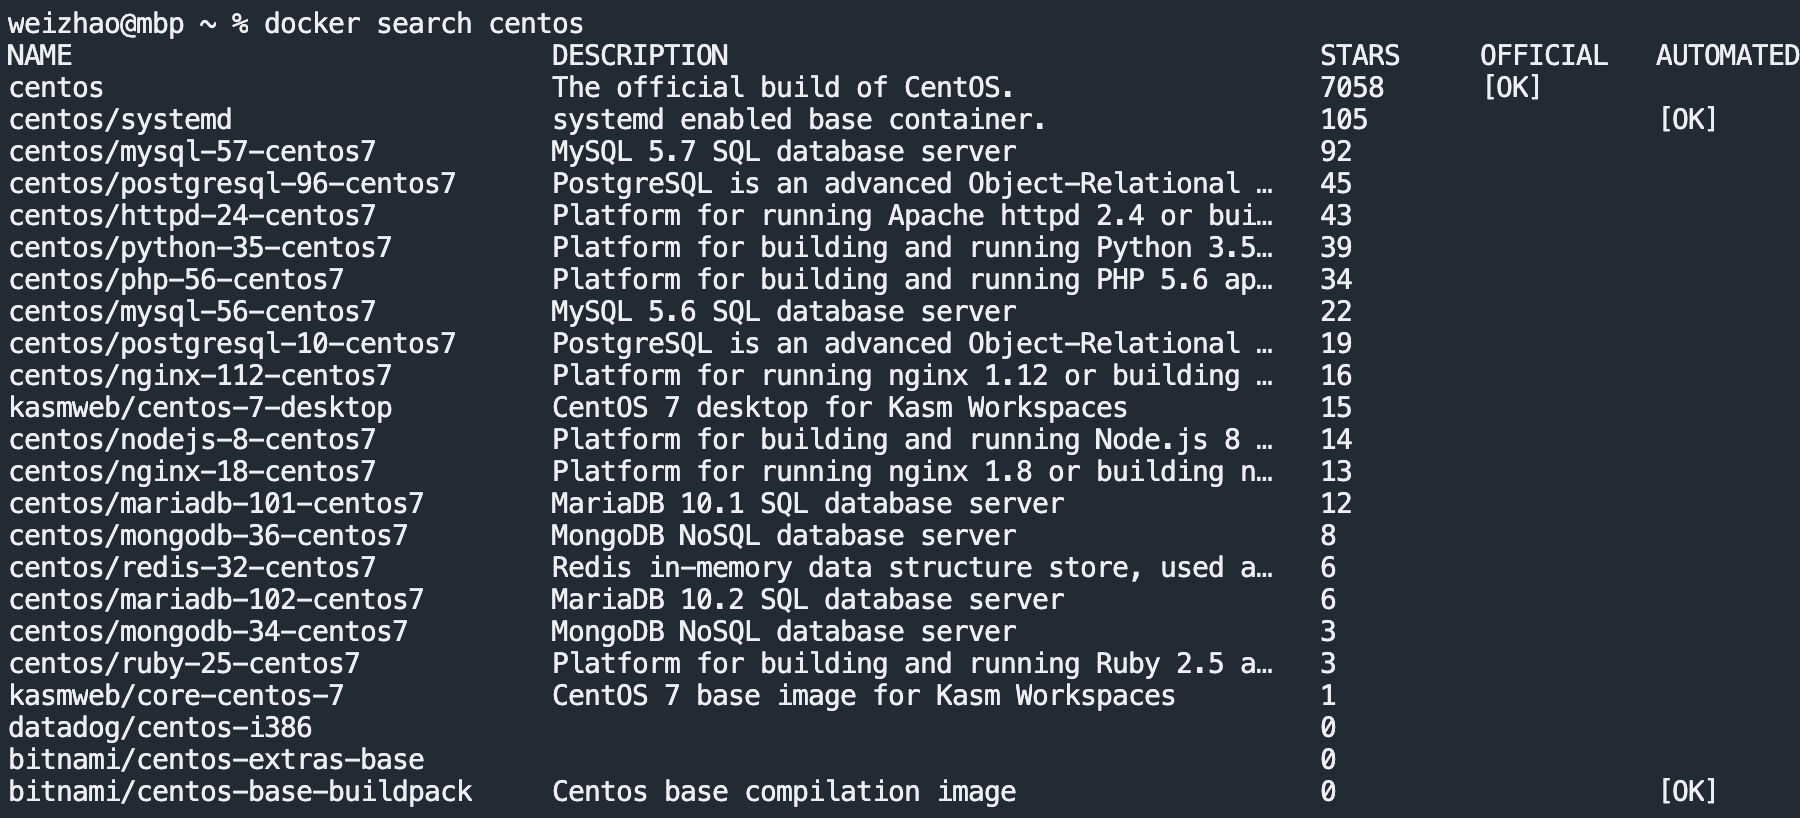 weizhao@mbp ~ % docker search centos
NAME DESCRIPTION STARS OFFICIAL AUTOMATED
centos The official build of CentOS. 7058 [OK]
centos/systemd systemd enabled base container. 105 [OK]
centos/mysql-57-centos7 MySQL 5.7 SQL database server 92
centos/postgresql-96-centos7 PostgreSQL is an advanced Object-Relational … 45
centos/httpd-24-centos7 Platform for running Apache httpd 2.4 or bui… 43
centos/python-35-centos7 Platform for building and running Python 3.5… 39
centos/php-56-centos7 Platform for building and running PHP 5.6 ap… 34
centos/mysql-56-centos7 MySQL 5.6 SQL database server 22
centos/postgresql-10-centos7 PostgreSQL is an advanced Object-Relational … 19
centos/nginx-112-centos7 Platform for running nginx 1.12 or building … 16
kasmweb/centos-7-desktop CentOS 7 desktop for Kasm Workspaces 15
centos/nodejs-8-centos7 Platform for building and running Node.js 8 … 14
centos/nginx-18-centos7 Platform for running nginx 1.8 or building n… 13
centos/mariadb-101-centos7 MariaDB 10.1 SQL database server 12
centos/mongodb-36-centos7 MongoDB NoSQL database server 8
centos/redis-32-centos7 Redis in-memory data structure store, used a… 6
centos/mariadb-102-centos7 MariaDB 10.2 SQL database server 6
centos/mongodb-34-centos7 MongoDB NoSQL database server 3
centos/ruby-25-centos7 Platform for building and running Ruby 2.5 a… 3
kasmweb/core-centos-7 CentOS 7 base image for Kasm Workspaces 1
datadog/centos-i386 0
bitnami/centos-extras-base 0
bitnami/centos-base-buildpack Centos base compilation image 0 [OK]